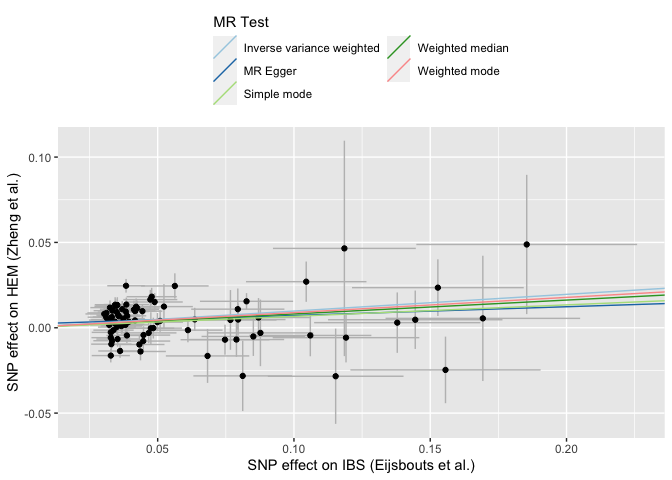 MR Test
Inverse variance weighted
Weighted median
MR Egger
Weighted mode
Simple mode
SNP effect on HEM (Zheng et al.)
0.10
0.05
0.00
-0.05
0.05
0.10
0.15
0.20
SNP effect on IBS (Eijsbouts et al.)